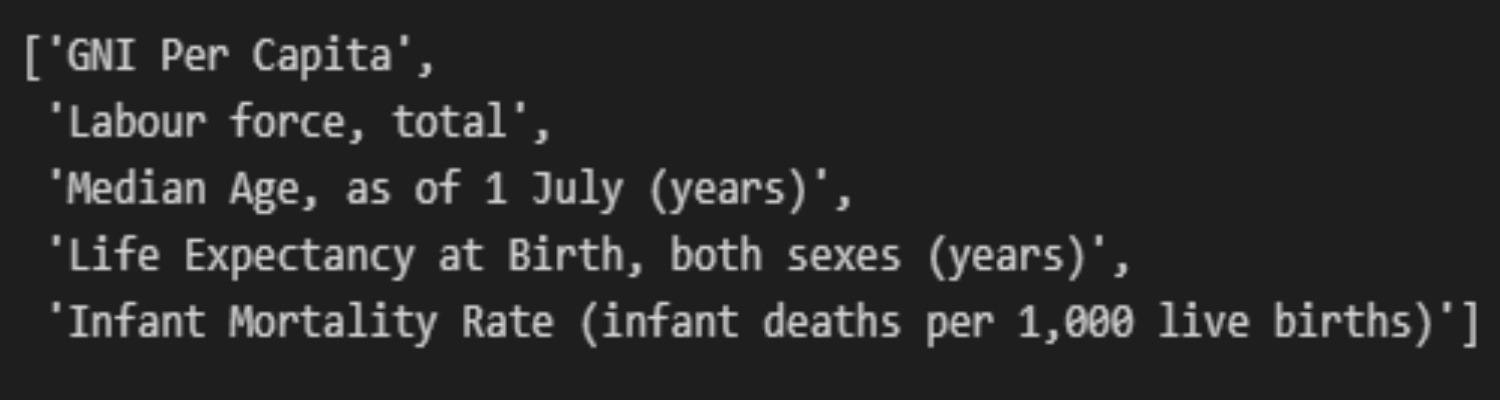 ['GNI Per Capita',
'Labour force, total',
'Median Age, as of 1 July (years)',
'Life Expectancy at Birth, both sexes (years)',
'Infant Mortality Rate (infant deaths per 1,000 live births)']